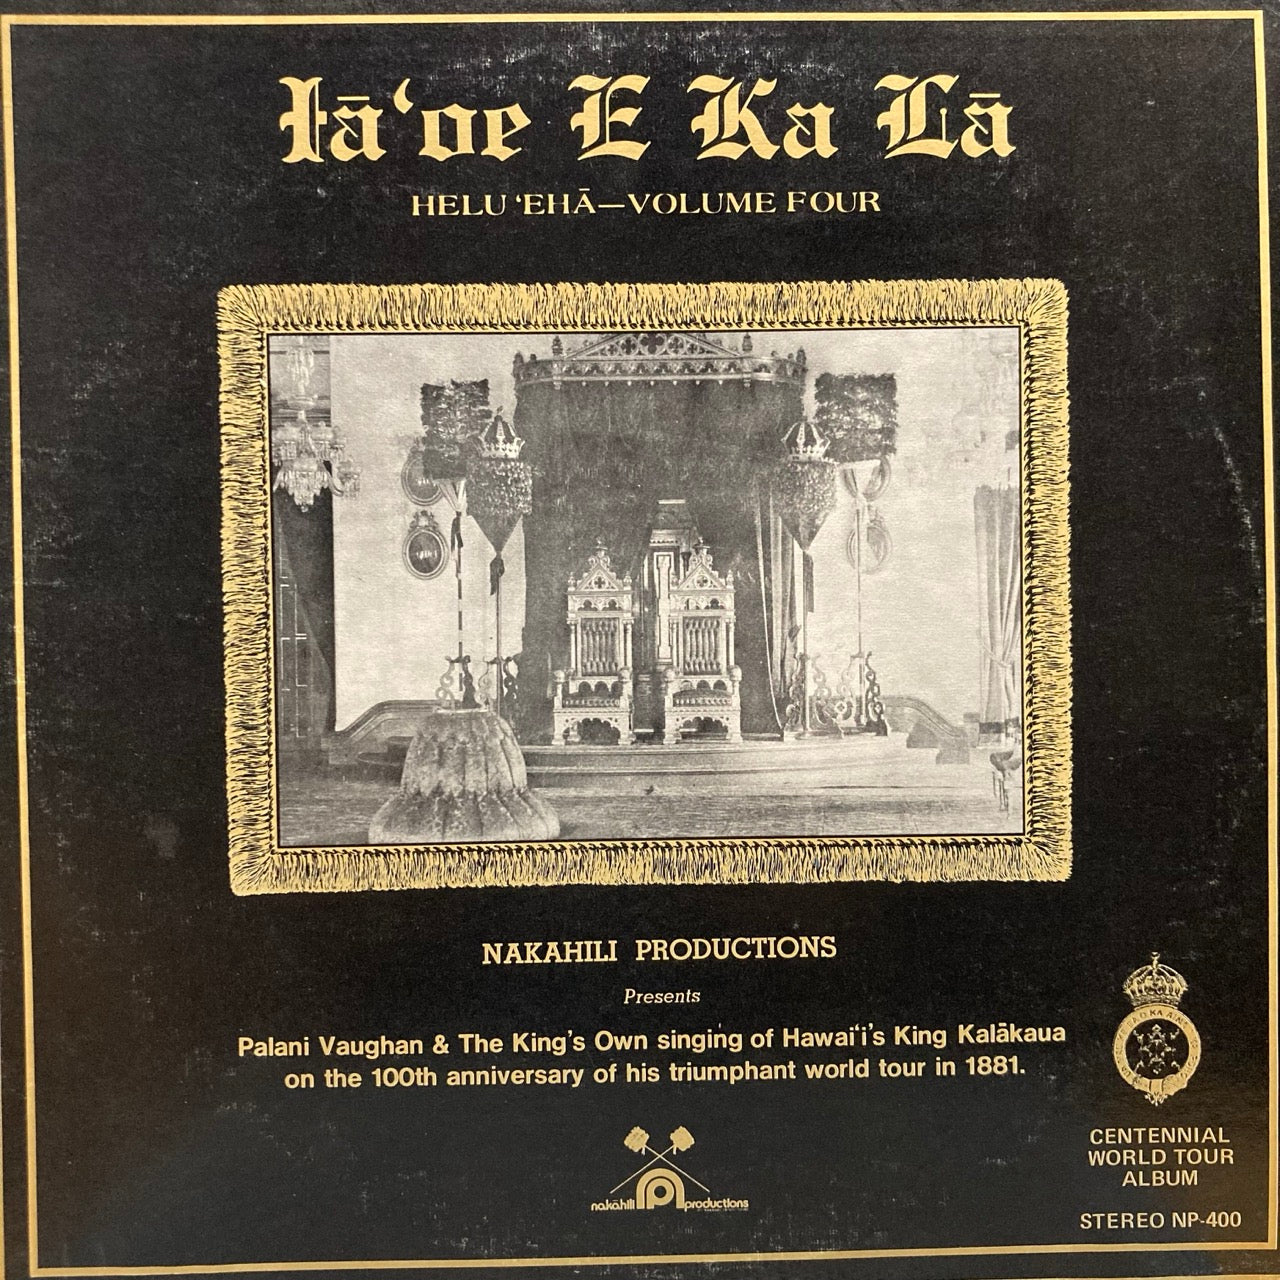 Iā‘oe E Ka Lā
HELU ‘EHĀ—VOLUME FOUR
NAKAHILI PRODUCTIONS
Presents
Palani Vaughan & The King's Own singing of Hawai‘i's King Kalākaua
on the 100th anniversary of his triumphant world tour in 1881.
nakāhili productions
CENTENNIAL
WORLD TOUR
ALBUM
STEREO NP-400